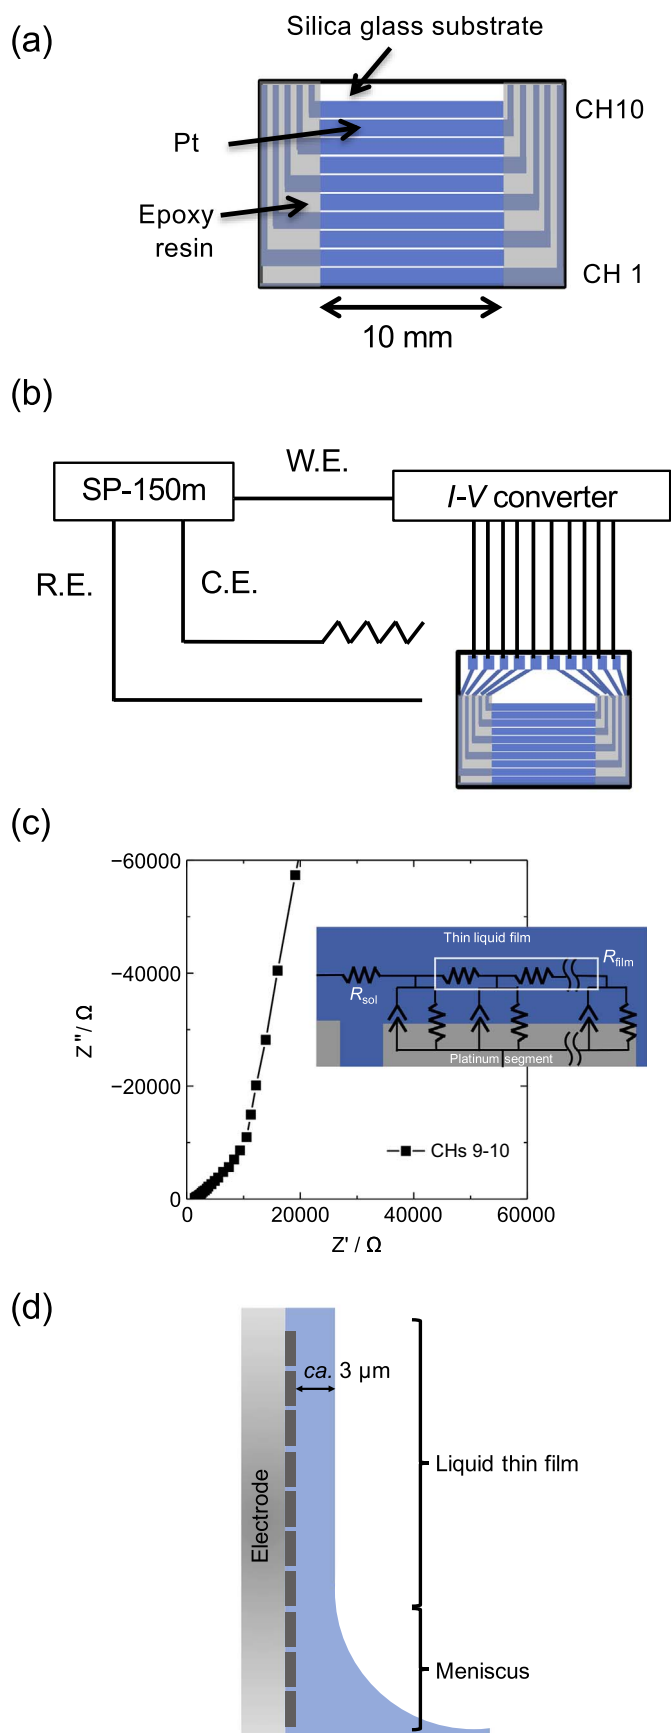 (a)
Silica glass substrate
CH10
Pt
Epoxy
resin
CH 1
10 mm
(b)
W.E.
SP-150m
I-V converter
R.E.
C.E.
(c)
−60000
−40000
−20000
0
Z''/ Ω
Thin liquid film
Rfilm
Rsol
Platinum segment
CHs 9-10
0
20000
40000
60000
Z' / Ω
(d)
ca. 3 μm
Electrode
Liquid thin film
Meniscus